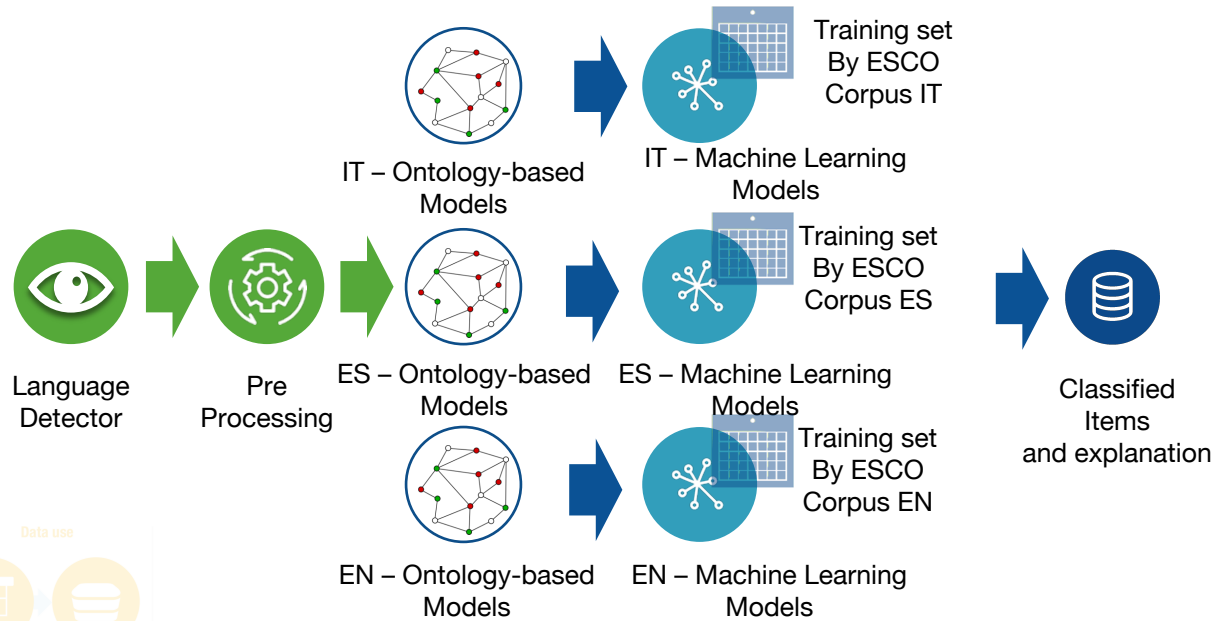 Training set
By ESCO
Corpus IT
IT – Ontology-based
Models
IT – Machine Learning
Models
Training set
By ESCO
Corpus ES
Language
Detector
Pre
Processing
ES – Ontology-based
Models
ES – Machine Learning
Models
Classified
Items
and explanation
Training set
By ESCO
Corpus EN
Data use
EN – Ontology-based
Models
EN – Machine Learning
Models